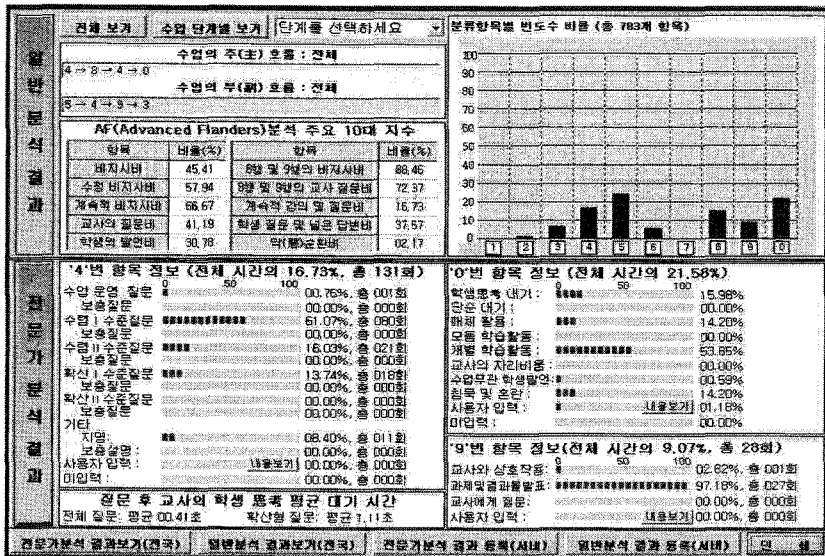 전체 보기
수업 단계별 보기
단계를 선택하세요
일반분석결과
수업의 주(主) 흐름 : 전체
4→8→4→0
수업의 부(副) 흐름 : 전체
5→4→9→3
AF(Advanced Flanders)분석 주요 10대 지수
항목 비율(%) 항목 비율(%)
비지시비 45,41 8행 및 9행의 비지시비 88,46
수정 비지시비 57,94 8행 및 9행의 교사 질문비 72,37
계속적 비지시비 66,67 계속적 강의 및 질문비 16,73
교사의 질문비 41,19 학생 질문 및 넓은 답변비 37,57
학생의 발언비 30,78 악(惡)순환비 02,17
분류항목별 빈도수 비율 (총 783개 항목)
100
90
80
70
60
50
40
30
20
10
0
1 2 3 4 5 6 7 8 9 0
전문가분석결과
'4'번 항목 정보 (전체 시간의 16.73%, 총 131회)
0 50 100
수업 운영 질문 00.76%, 총 001회
보충질문 00.00%, 총 000회
수렴 I 수준질문 61.07%, 총 080회
보충질문 00.00%, 총 000회
수렴 II 수준질문 16.03%, 총 021회
보충질문 00.00%, 총 000회
확산 I 수준질문 13.74%, 총 018회
보충질문 00.00%, 총 000회
확산 II 수준질문 00.00%, 총 000회
보충질문 00.00%, 총 000회
기타
지명: 08.40%, 총 011회
보충설명: 00.00%, 총 000회
사용자 입력: 내용보기 00.00%, 총 000회
미입력: 00.00%, 총 000회
질문 후 교사의 학생 思考 평균 대기 시간
전체 질문: 평균 00.41초 확산형 질문: 평균 1.11초
'0'번 항목 정보 (전체 시간의 21.58%)
0 50 100
학생思考 대기: 15.98%
단순 대기: 00.00%
매체 활용: 14.20%
모둠 학습활동: 00.00%
개별 학습활동: 53.85%
교사의 자리비움: 00.00%
수업무관 학생발언: 00.59%
침묵 및 혼란: 14.20%
사용자 입력: 내용보기 01.18%
미입력: 00.00%
'9'번 항목 정보(전체 시간의 9.07%, 총 28회)
0 50 100
교사와 상호작용: 02.82%, 총 001회
과제및결과물발표: 97.18%, 총 027회
교사에게 질문: 00.00%, 총 000회
사용자 입력: 내용보기 00.00%, 총 000회
전문가분석 결과보기(전국)
일반분석 결과보기(전국)
전문가분석 결과 등록(서버)
일반분석 결과 등록(서버)